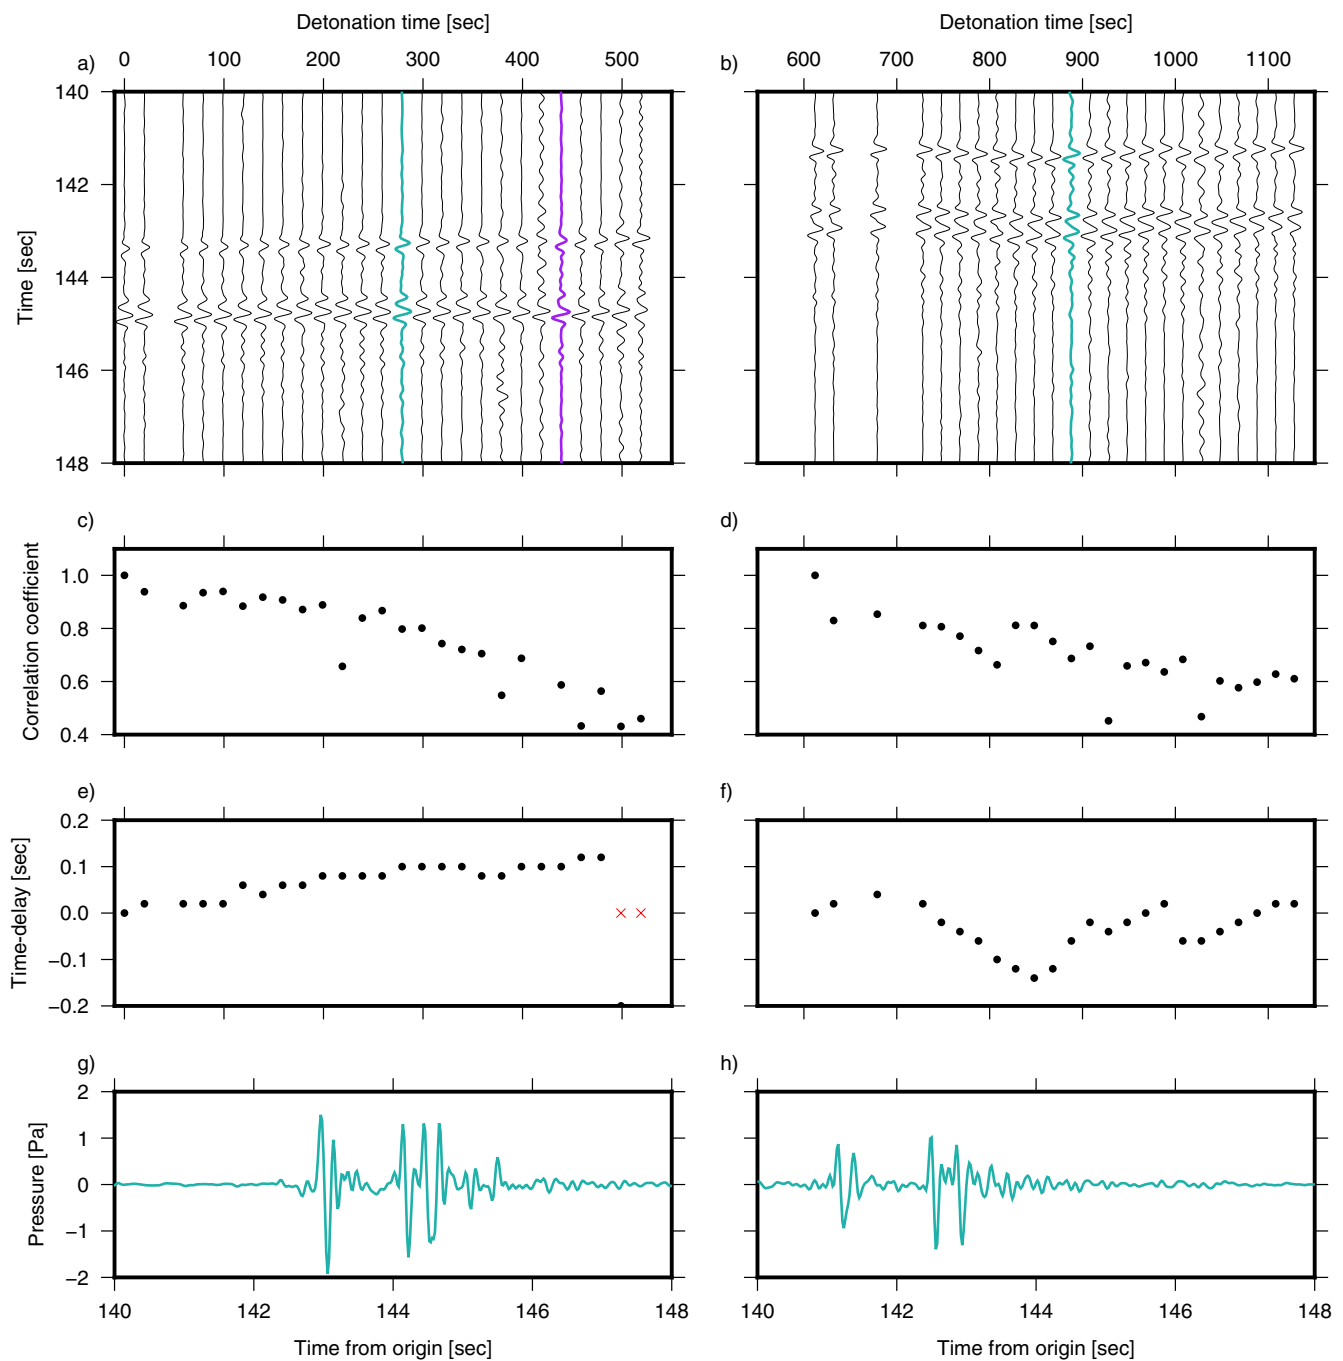 Detonation time [sec]
Detonation time [sec]
a) 0 100 200 300 400 500
b) 600 700 800 900 1000 1100
Time [sec]
140
142
144
146
148
c)
d)
Correlation coefficient
1.0
0.8
0.6
0.4
e)
f)
Time-delay [sec]
0.2
0.1
0.0
−0.1
−0.2
g)
h)
Pressure [Pa]
2
1
0
−1
−2
140 142 144 146 148
140 142 144 146 148
Time from origin [sec]
Time from origin [sec]